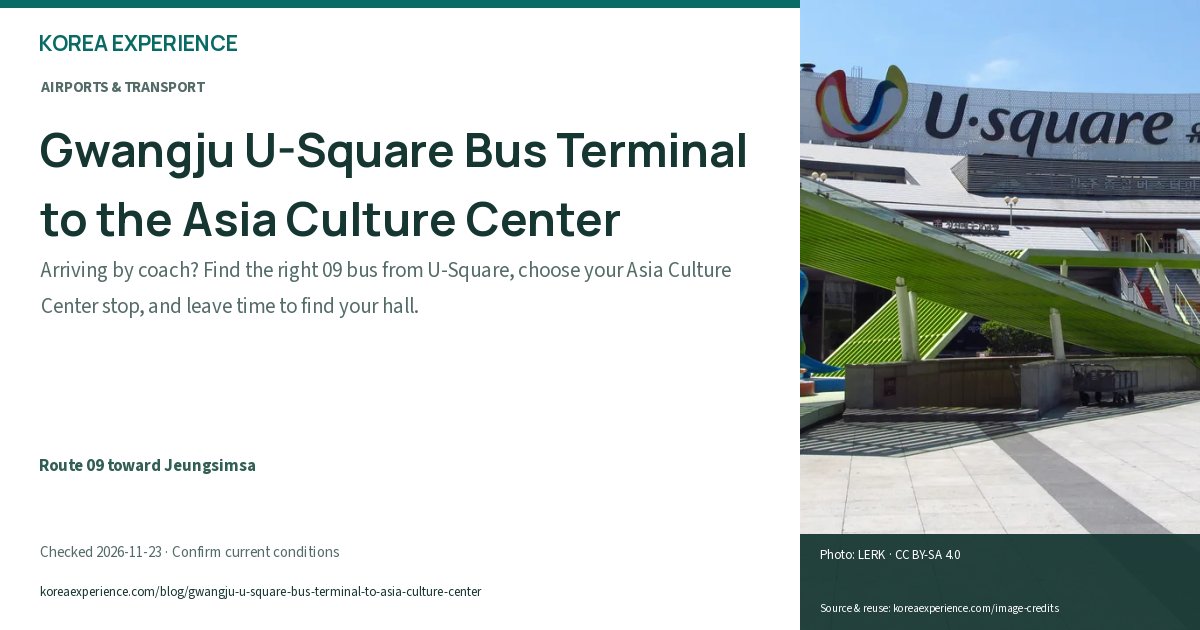 KOREA EXPERIENCE
AIRPORTS & TRANSPORT
Gwangju U-Square Bus Terminal
to the Asia Culture Center
Arriving by coach? Find the right 09 bus from U-Square, choose your Asia Culture
Center stop, and leave time to find your hall.
Route 09 toward Jeungsimsa
Checked 2026-11-23 · Confirm current conditions
koreaexperience.com/blog/gwangju-u-square-bus-terminal-to-asia-culture-center
U·square
Photo: LERK · CC BY-SA 4.0
Source & reuse: koreaexperience.com/image-credits